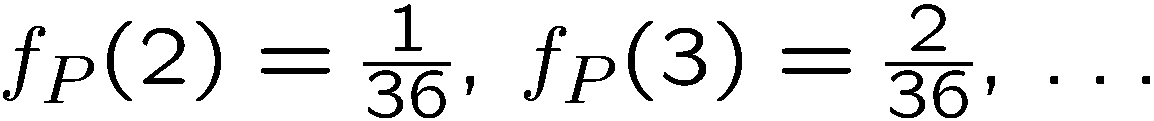 f_P(2) = 1/36, f_P(3) = 2/36, ...